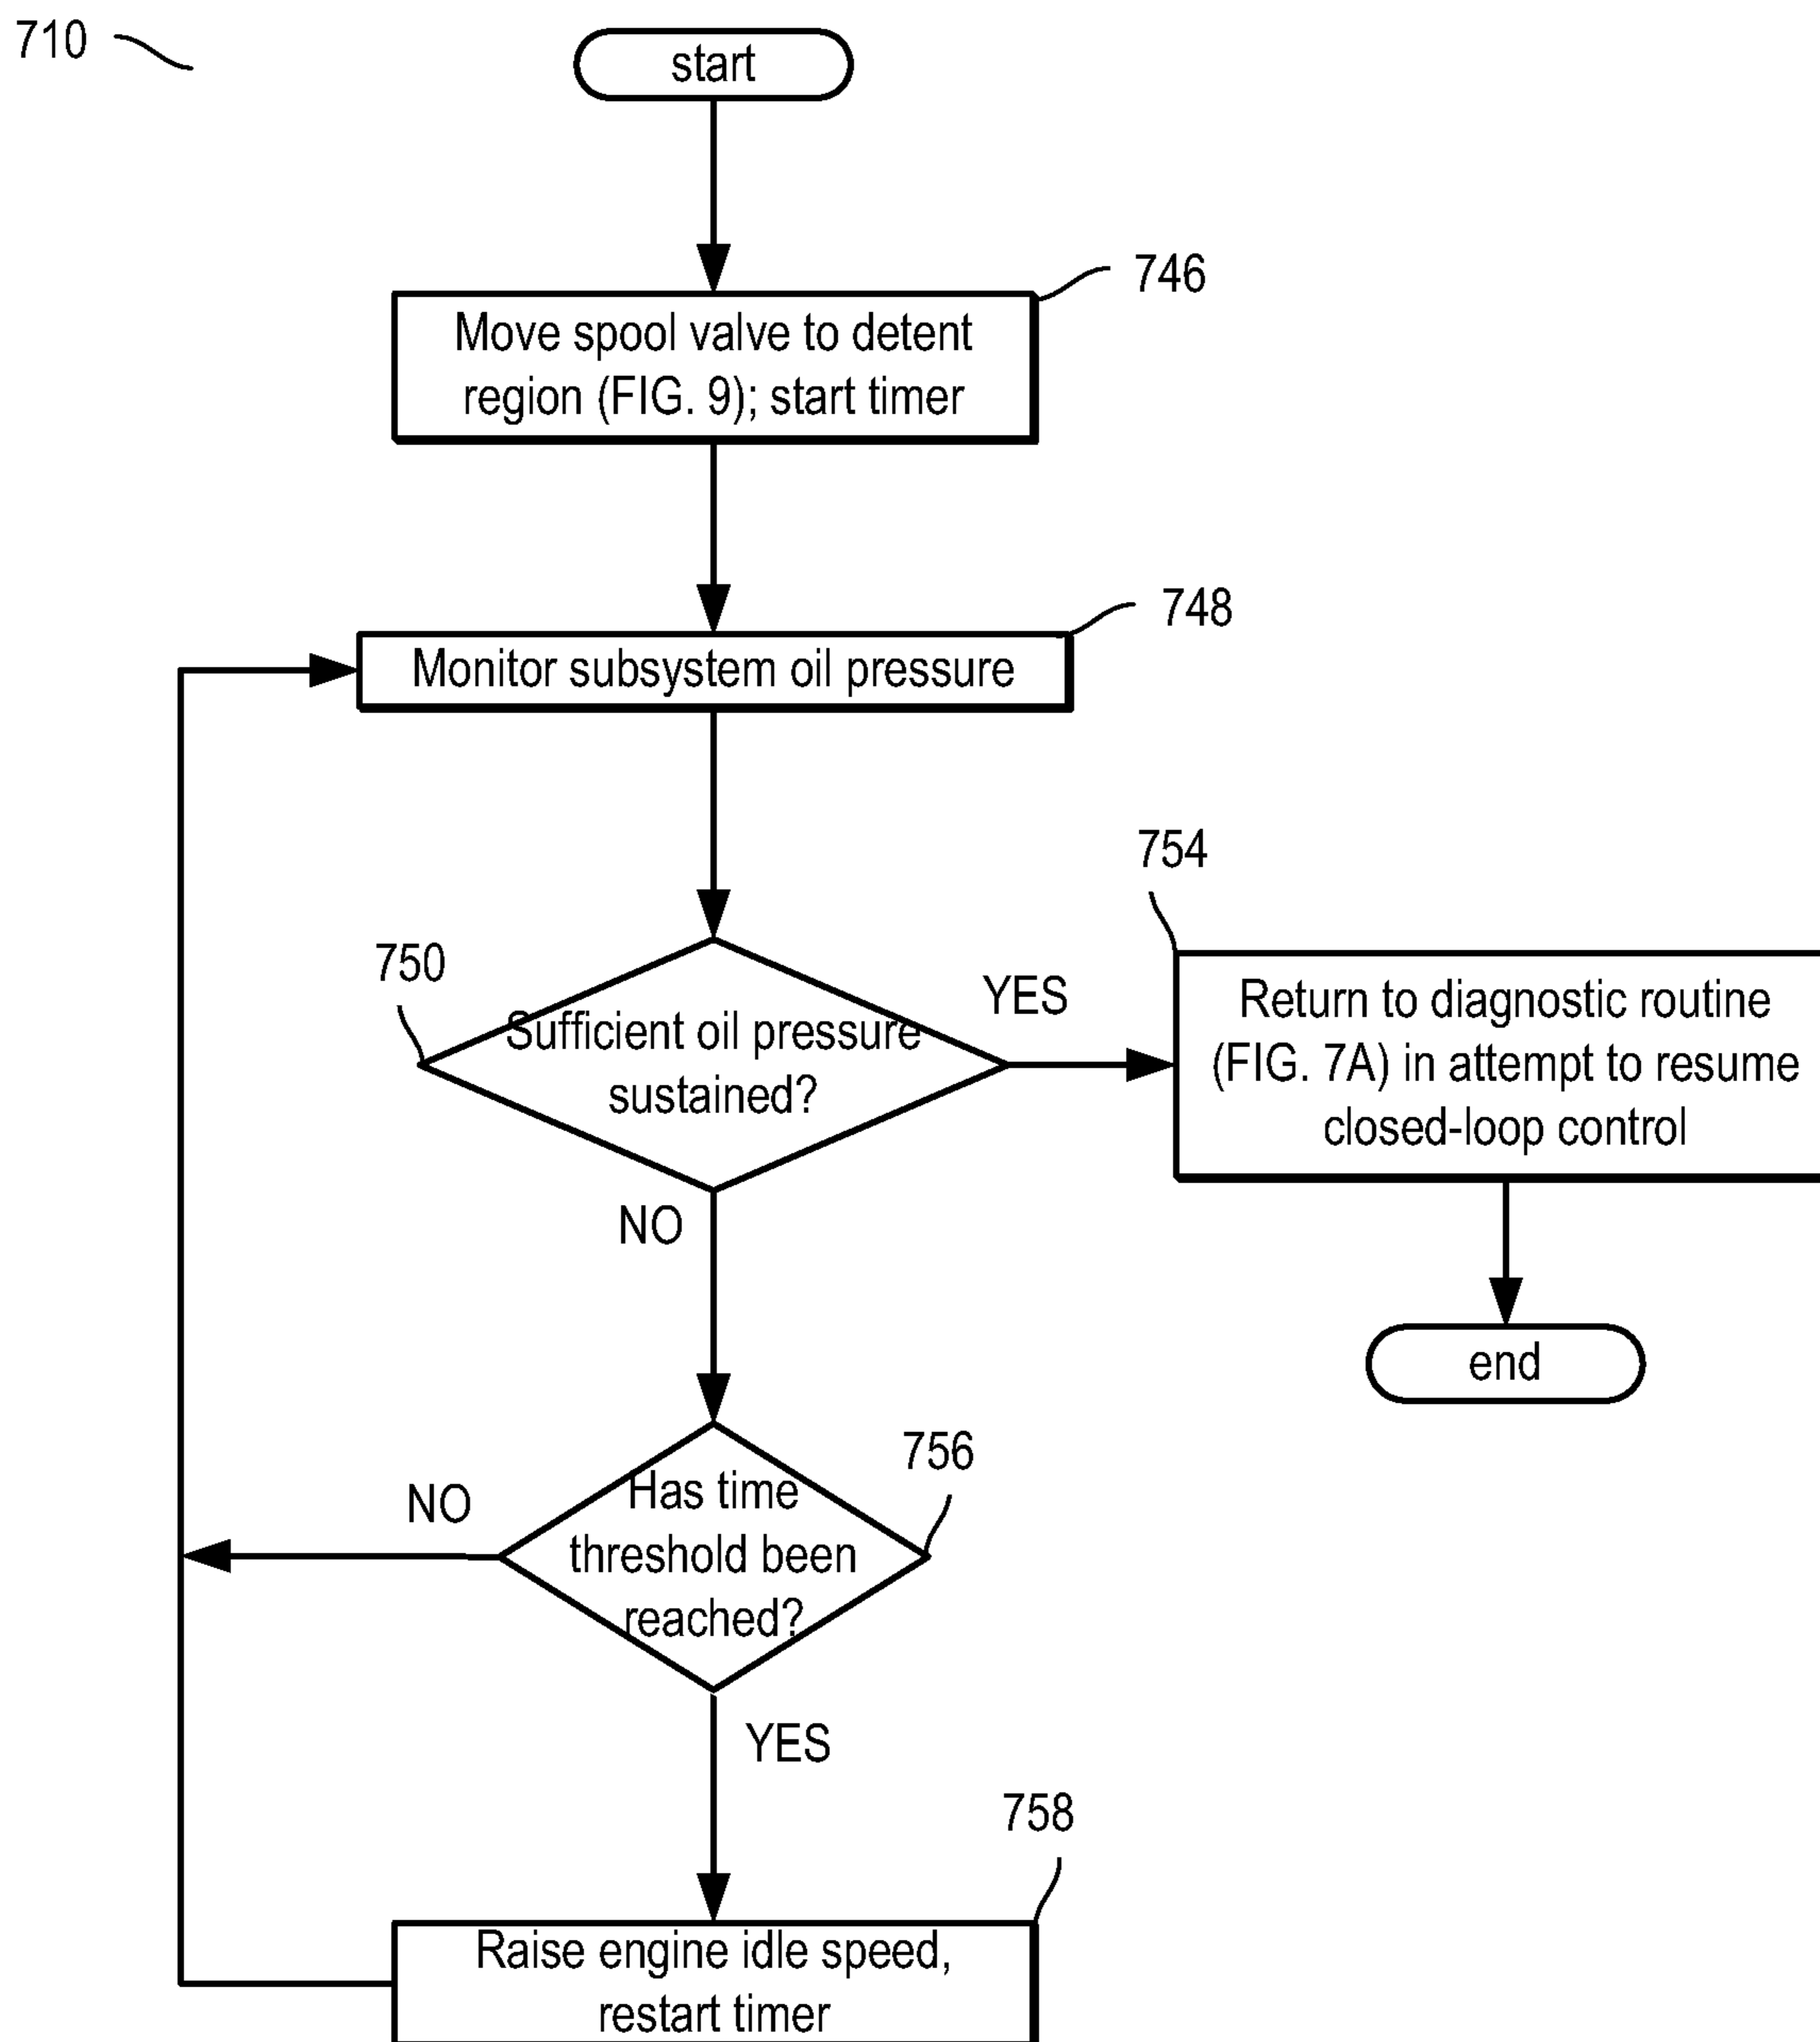 710
start
746
Move spool valve to detent
region (FIG. 9); start timer
748
Monitor subsystem oil pressure
754
750
YES
Sufficient oil pressure
sustained?
Return to diagnostic routine
(FIG. 7A) in attempt to resume
closed-loop control
NO
end
756
NO
Has time
threshold been
reached?
YES
758
Raise engine idle speed,
restart timer